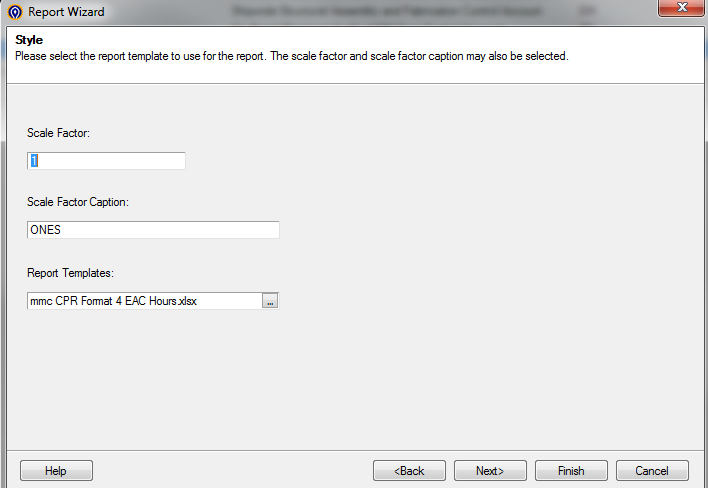 Report Wizard
Style
Please select the report template to use for the report. The scale factor and scale factor caption may also be selected.
Scale Factor:
1
Scale Factor Caption:
ONES
Report Templates:
mmc CPR Format 4 EAC Hours.xlsx
...
Help
<Back
Next>
Finish
Cancel